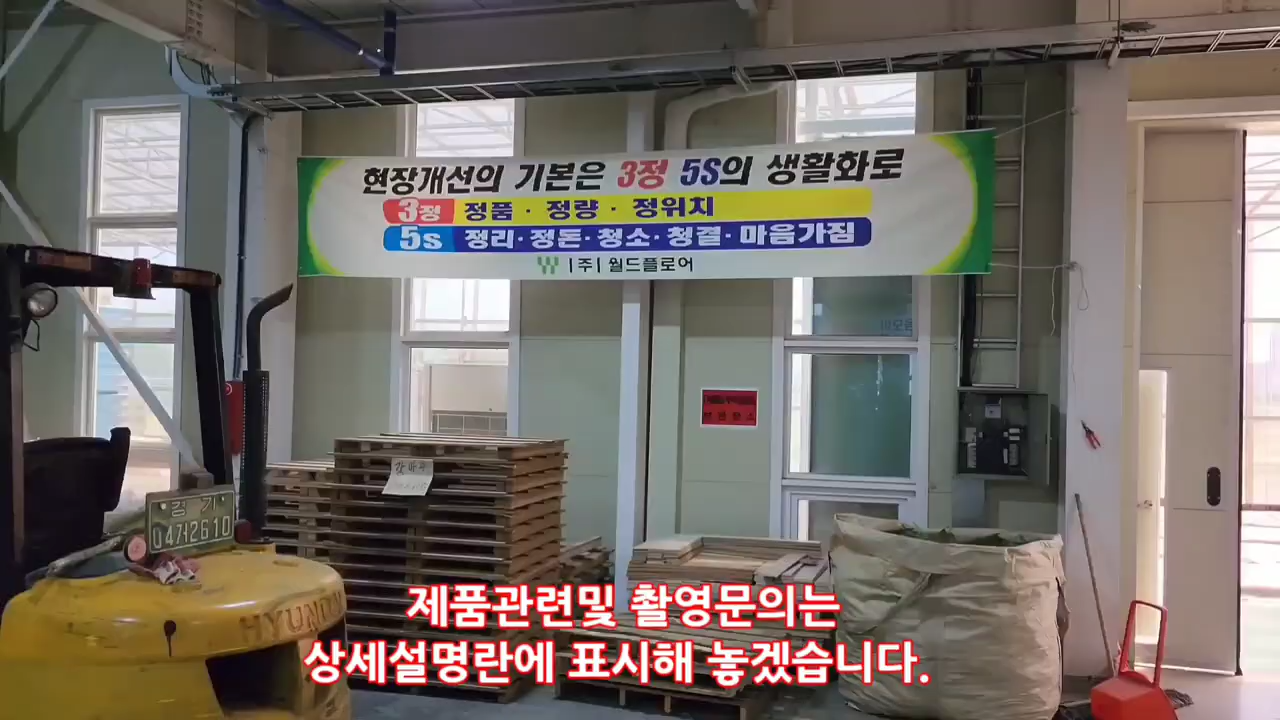 현장개선의 기본은 3정 5S의 생활화로
3정 정품 · 정량 · 정위치
5S 정리 · 정돈 · 청소 · 청결 · 마음가짐
(주) 월드플로어
경기
04거2610
HYUNDAI
제품관련및 촬영문의는
상세설명란에 표시해 놓겠습니다.